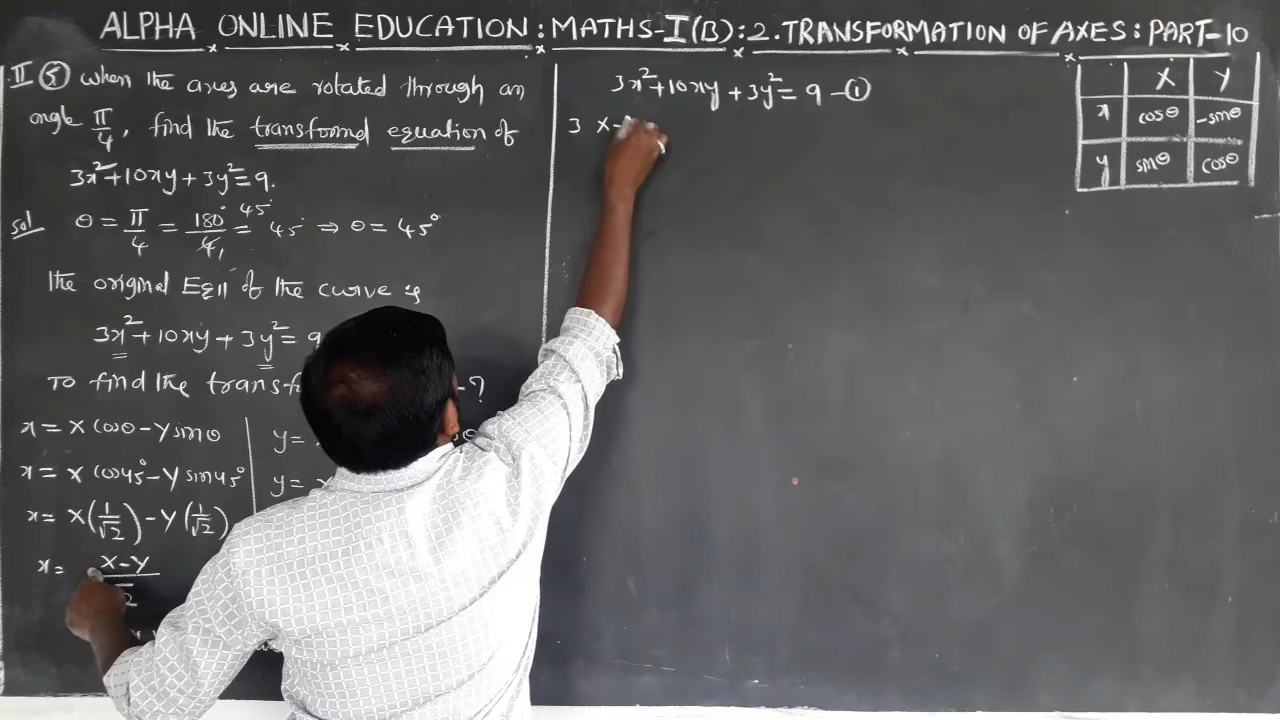 ALPHA ONLINE EDUCATION : MATHS-I(B) : 2. TRANSFORMATION OF AXES : PART-10
II ⑤ when the axes are rotated through an
angle π/4, find the transformed equation of
3x²+10xy+3y²=9.
Sol θ = π/4 = 180°/4 = 45 ⇒ θ = 45°
45
1
The original Eqn of the curve is
3x²+10xy+3y²=9
To find the transf -?
x = X cosθ - Y sinθ
x = X cos45° - Y sin45°
x = X(1/√2) - Y(1/√2)
x = X-Y/√2
y =
y =
3x²+10xy+3y²=9 -①
3 X-
X Y
x cosθ -sinθ
y sinθ cosθ